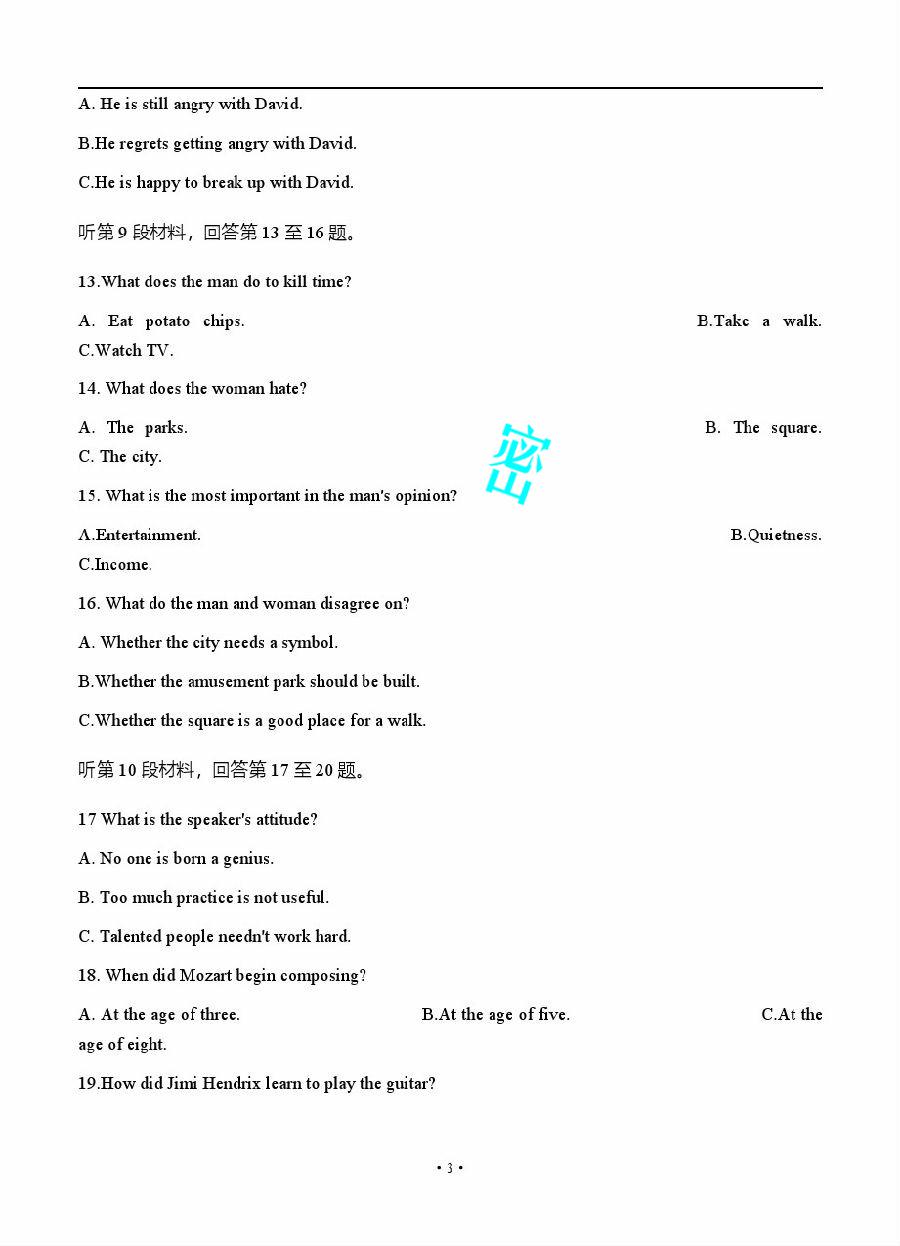 A. He is still angry with David.
B.He regrets getting angry with David.
C.He is happy to break up with David.
听第 9 段材料，回答第 13 至 16 题。
13.What does the man do to kill time?
A. Eat potato chips. B.Take a walk.
C.Watch TV.
14. What does the woman hate?
A. The parks. B. The square.
C. The city.
密
15. What is the most important in the man's opinion?
A.Entertainment. B.Quietness.
C.Income.
16. What do the man and woman disagree on?
A. Whether the city needs a symbol.
B.Whether the amusement park should be built.
C.Whether the square is a good place for a walk.
听第 10 段材料，回答第 17 至 20 题。
17 What is the speaker's attitude?
A. No one is born a genius.
B. Too much practice is not useful.
C. Talented people needn't work hard.
18. When did Mozart begin composing?
A. At the age of three. B.At the age of five. C.At the
age of eight.
19.How did Jimi Hendrix learn to play the guitar?
• 3 •